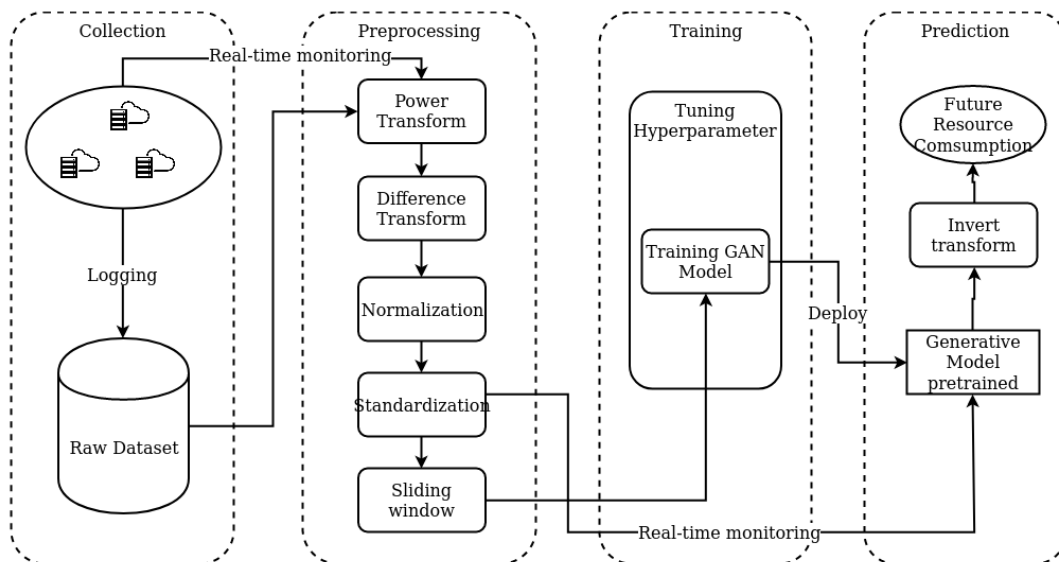 Collection
Preprocessing
Training
Prediction
Real-time monitoring
Power
Transform
Tuning
Hyperparameter
Future
Resource
Comsumption
Difference
Transform
Training GAN
Model
Invert
transform
Logging
Normalization
Deploy
Generative
Model
pretrained
Standardization
Raw Dataset
Sliding
window
Real-time monitoring